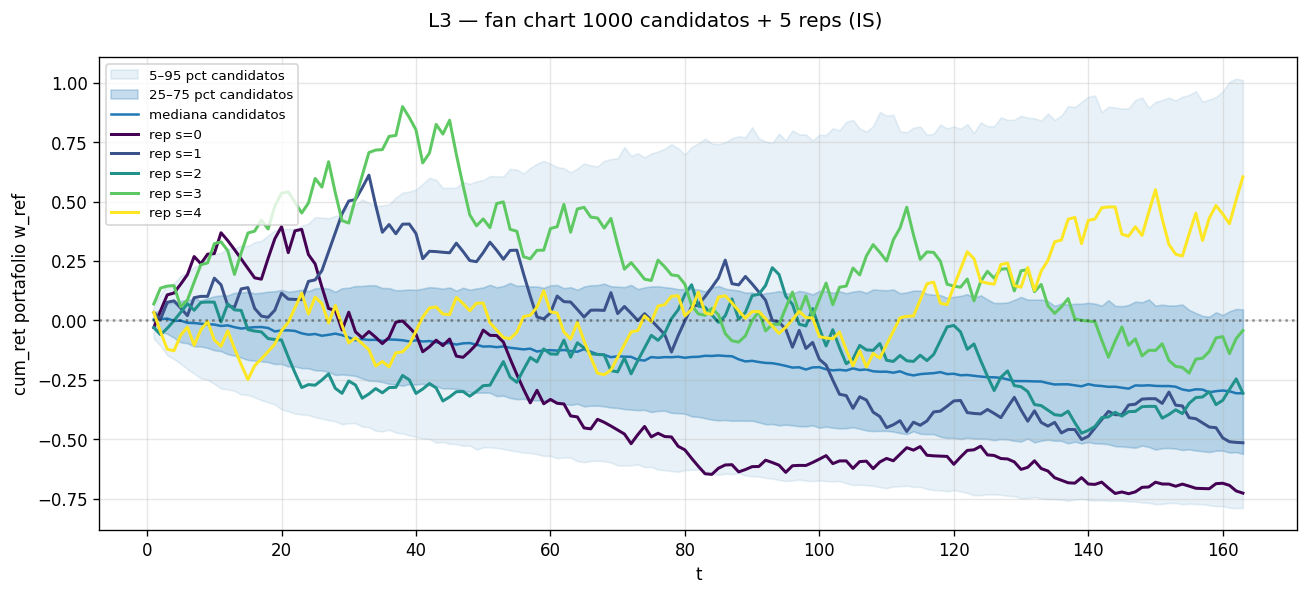 L3 — fan chart 1000 candidatos + 5 reps (IS)
5–95 pct candidatos
25–75 pct candidatos
mediana candidatos
rep s=0
rep s=1
rep s=2
rep s=3
rep s=4
cum_ret portafolio w_ref
1.00
0.75
0.50
0.25
0.00
−0.25
−0.50
−0.75
0 20 40 60 80 100 120 140 160
t